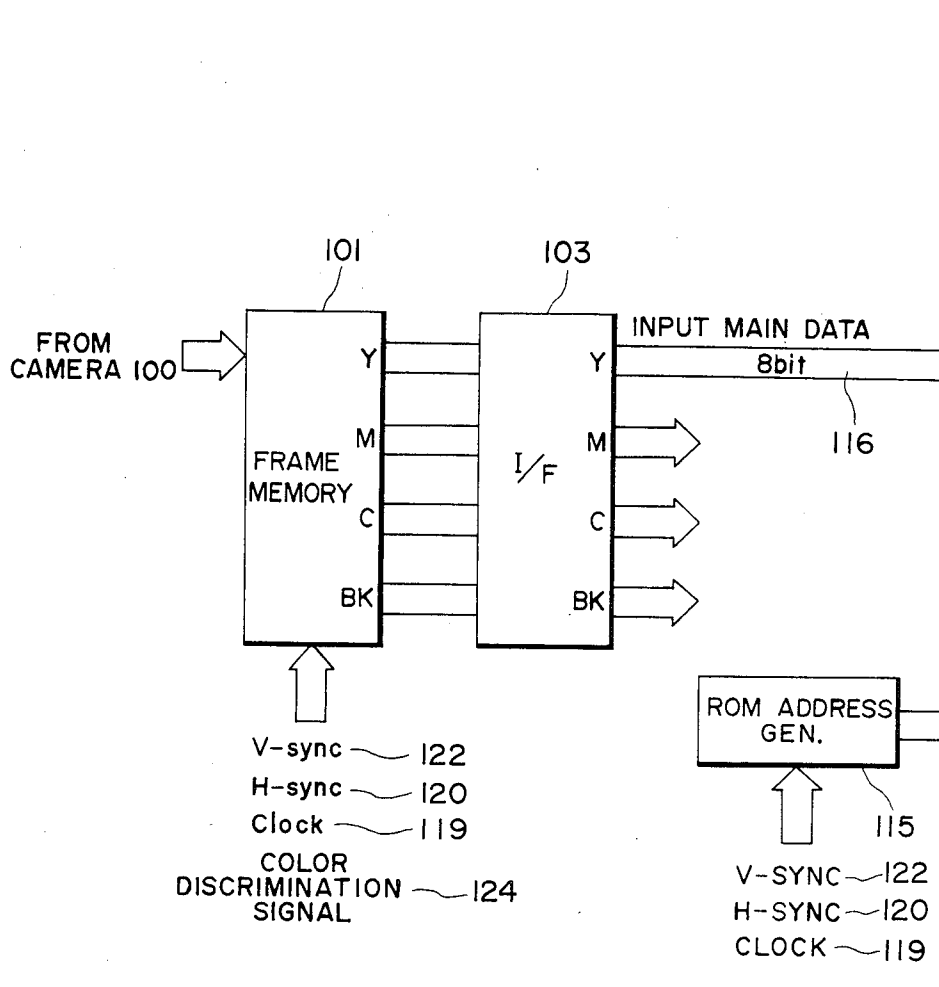 101
103
FROM
CAMERA 100
INPUT MAIN DATA
8bit
116
Y
M
C
BK
FRAME
MEMORY
Y
M
C
BK
I/F
V-sync 122
H-sync 120
Clock 119
COLOR
DISCRIMINATION 124
SIGNAL
ROM ADDRESS
GEN.
115
V-SYNC 122
H-SYNC 120
CLOCK 119